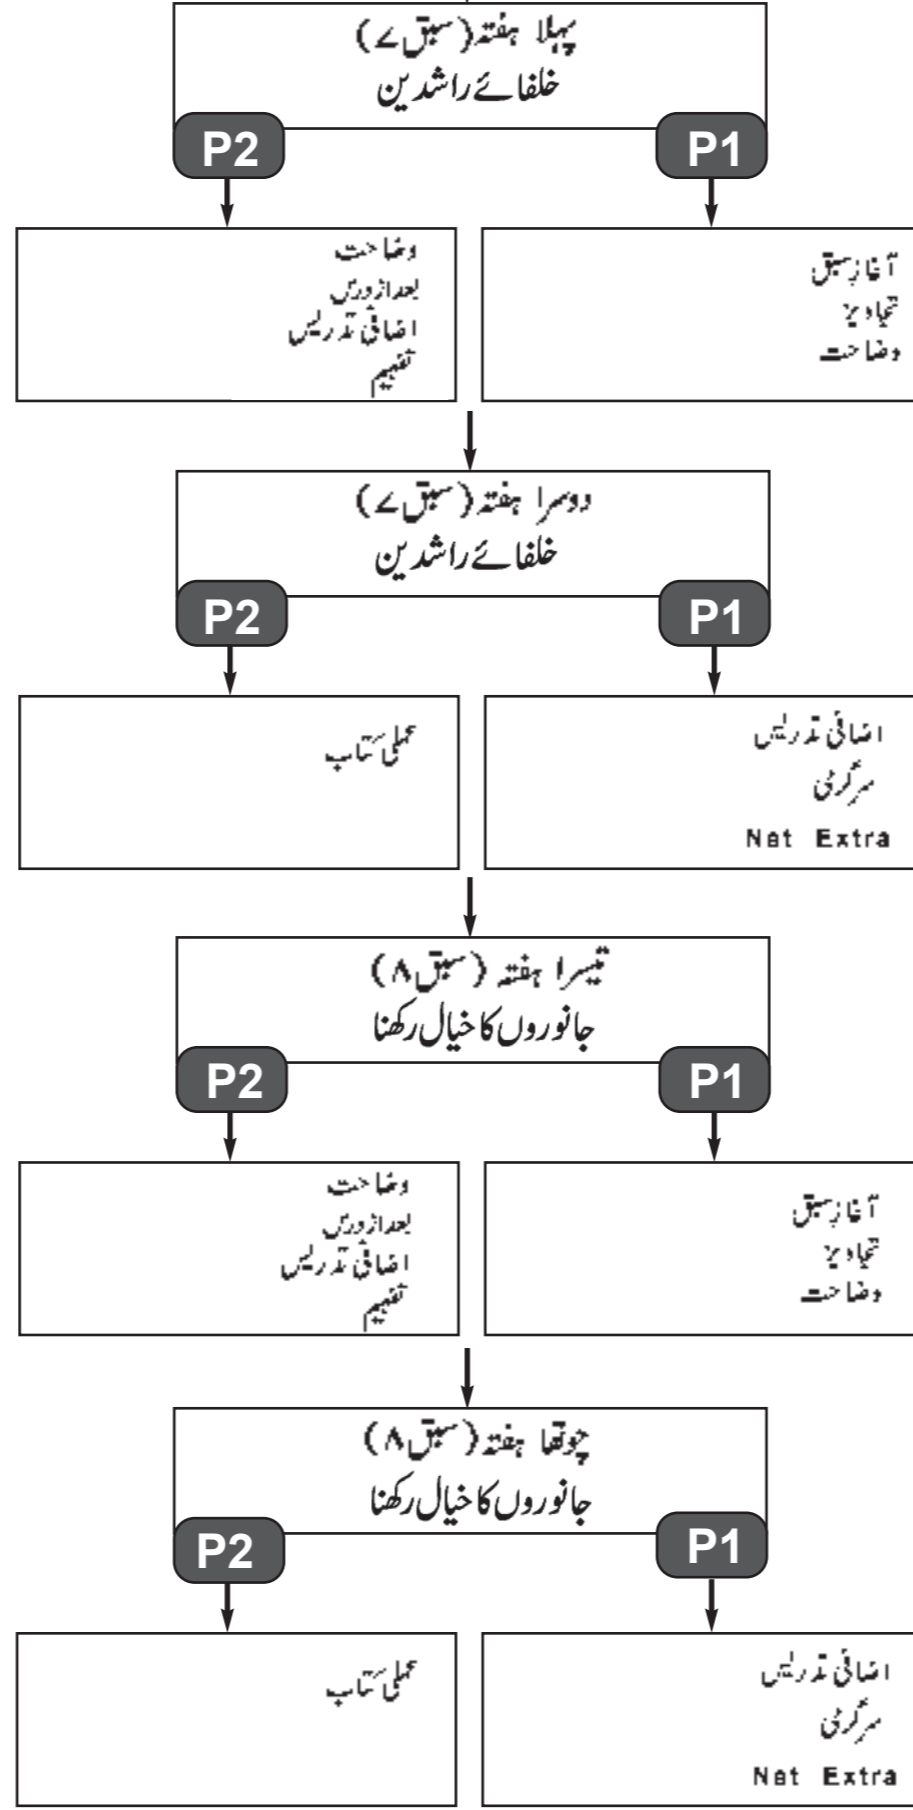 پہلا ہفتہ (سبق ۷)
خلفائے راشدین
P1
P2
آغازِ سبق
تجاویز
وضاحت
وضاحت
بعد از درس
اضافی تدریس
تفہیم
دوسرا ہفتہ (سبق ۷)
خلفائے راشدین
P1
P2
اضافی تدریس
سرگرمی
Net Extra
عملی کتاب
تیسرا ہفتہ (سبق ۸)
جانوروں کا خیال رکھنا
P1
P2
آغازِ سبق
تجاویز
وضاحت
وضاحت
بعد از درس
اضافی تدریس
تفہیم
چوتھا ہفتہ (سبق ۸)
جانوروں کا خیال رکھنا
P1
P2
اضافی تدریس
سرگرمی
Net Extra
عملی کتاب